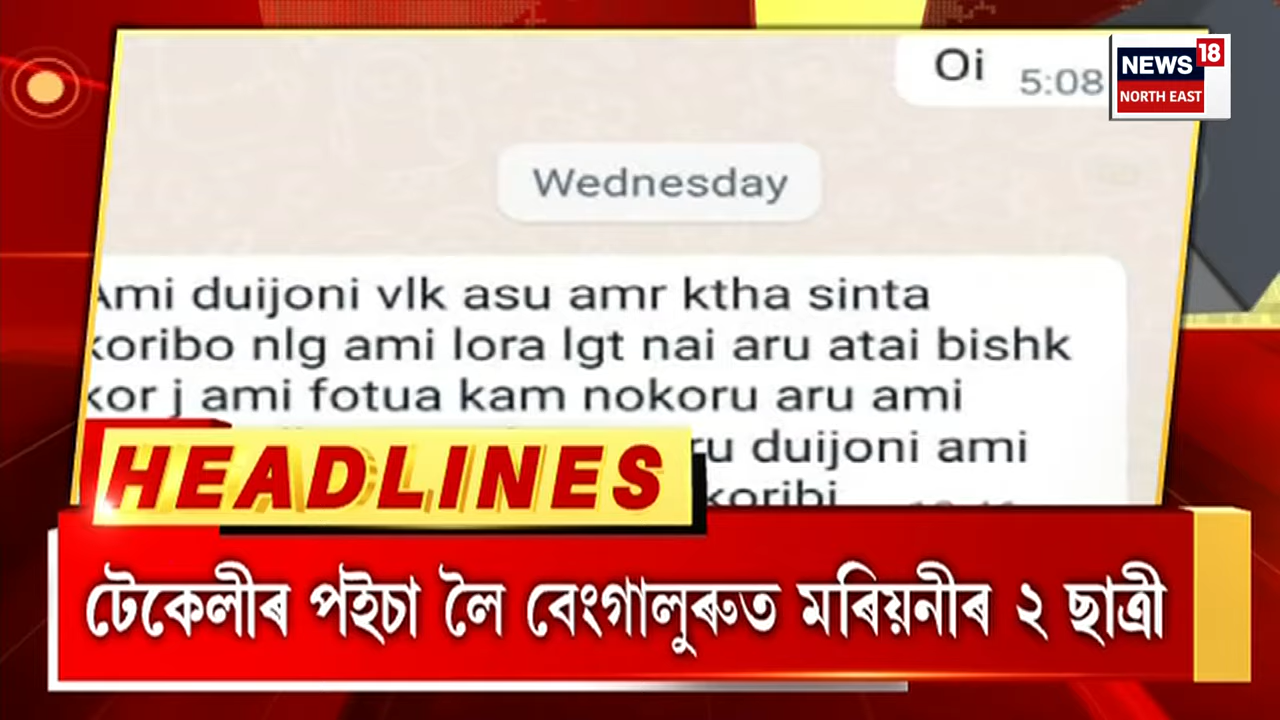 Oi 5:08
NEWS 18
NORTH EAST
Wednesday
Ami duijoni vlk asu amr ktha sinta
koribo nlg ami lora lgt nai aru atai bishk
kor j ami fotua kam nokoru aru ami
duijoni ami
koribi
HEADLINES
টেকেলীৰ পইচা লৈ বেংগালুৰুত মৰিয়নীৰ ২ ছাত্ৰী